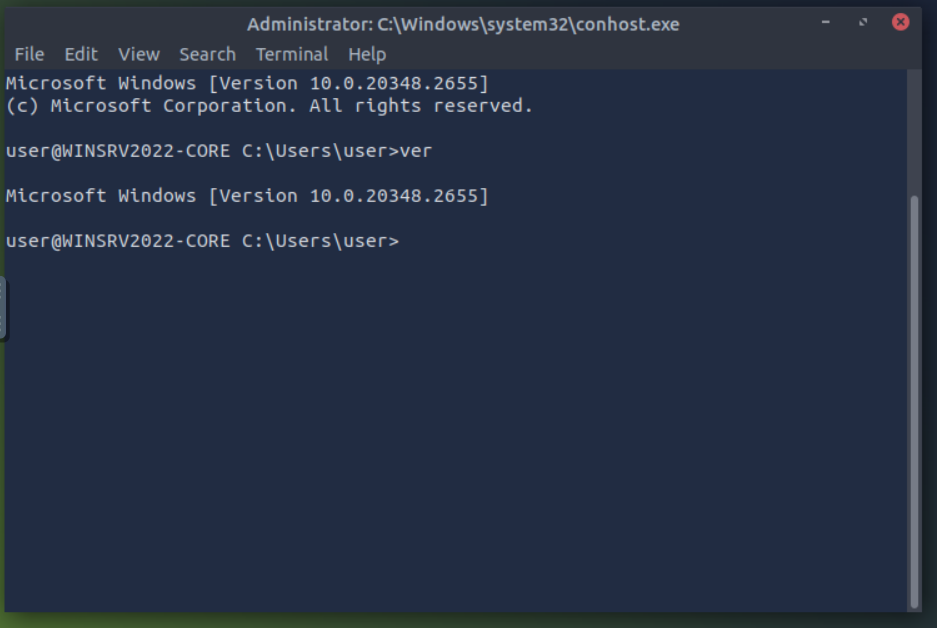 Administrator: C:\Windows\system32\conhost.exe
File Edit View Search Terminal Help
Microsoft Windows [Version 10.0.20348.2655]
(c) Microsoft Corporation. All rights reserved.
user@WINSRV2022-CORE C:\Users\user>ver
Microsoft Windows [Version 10.0.20348.2655]
user@WINSRV2022-CORE C:\Users\user>